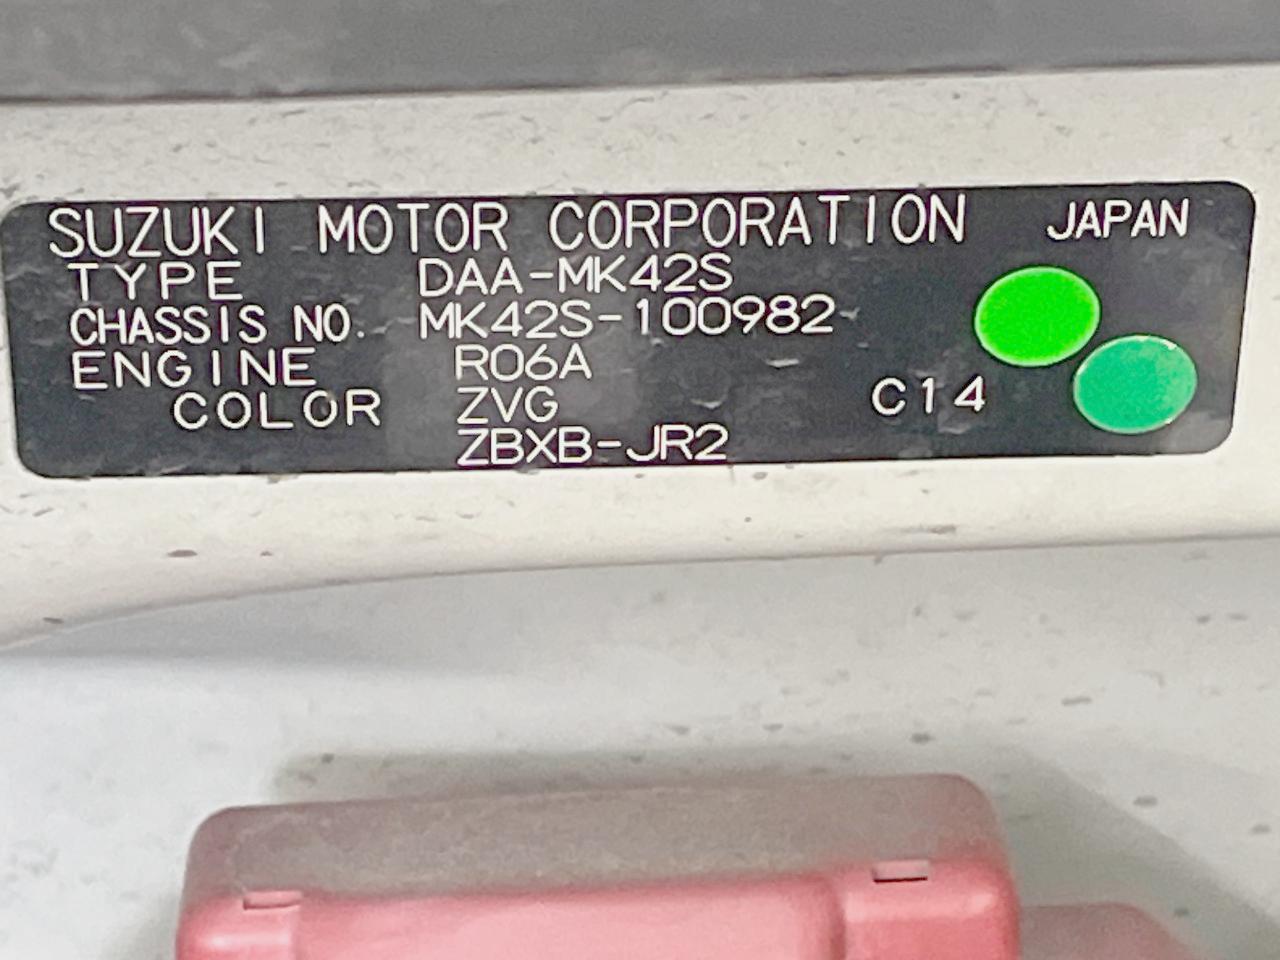 SUZUKI MOTOR CORPORATION JAPAN
TYPE DAA-MK42S
CHASSIS NO. MK42S-100982
ENGINE R06A
COLOR ZVG C14
ZBXB-JR2